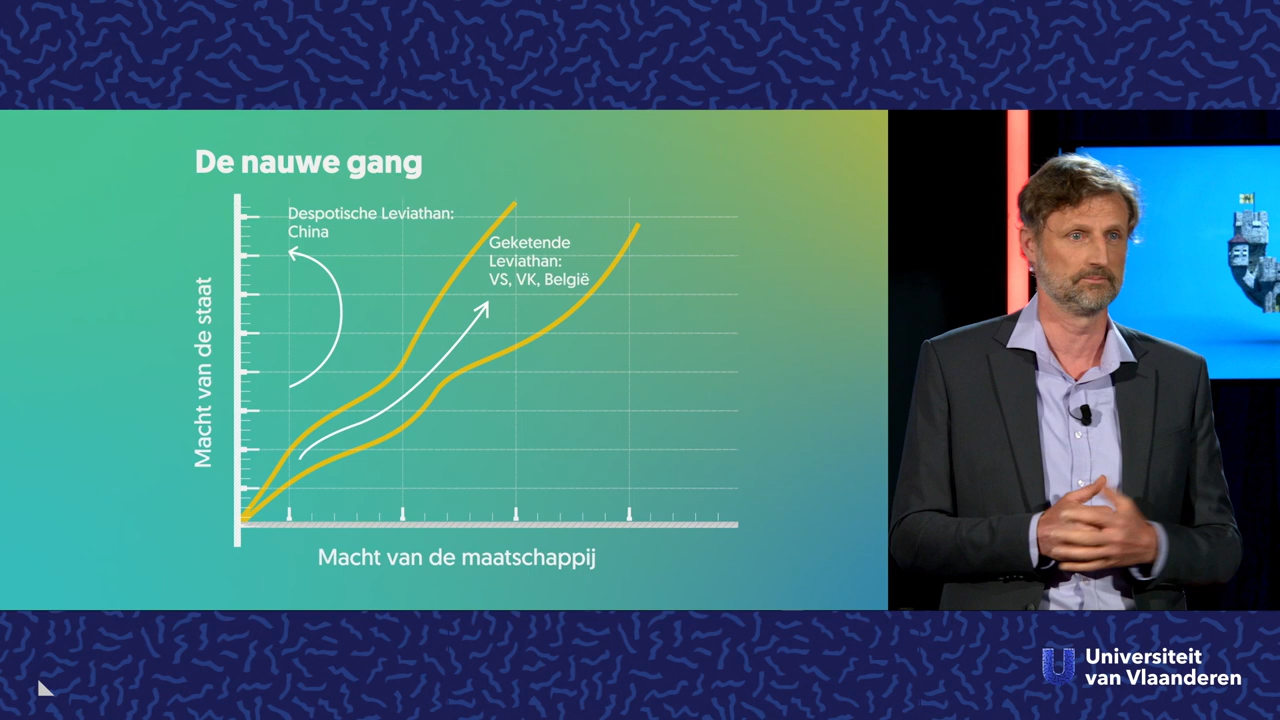 De nauwe gang
Despotische Leviathan:
China
Geketende
Leviathan:
VS, VK, België
Macht van de staat
Macht van de maatschappij
Universiteit
van Vlaanderen